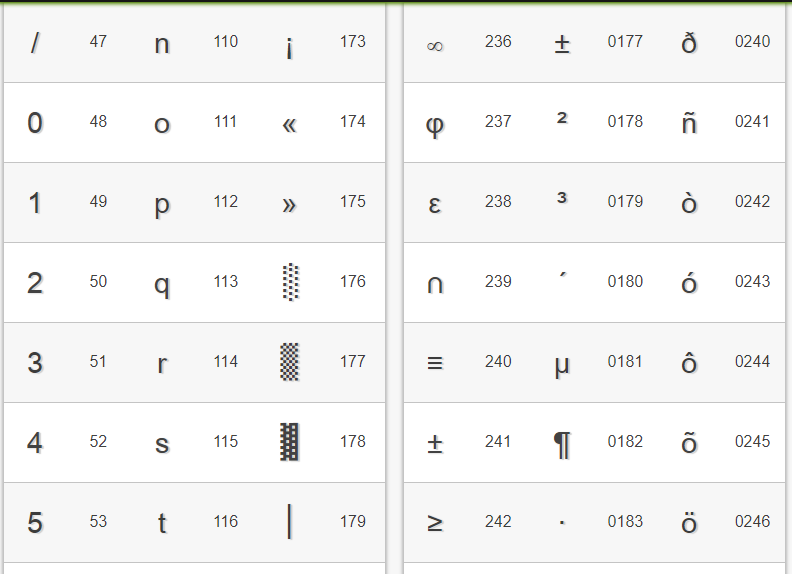 / 47 n 110 ¡ 173 ∞ 236 ± 0177 ð 0240
0 48 o 111 « 174 φ 237 ² 0178 ñ 0241
1 49 p 112 » 175 ε 238 ³ 0179 ò 0242
2 50 q 113 ░ 176 ∩ 239 ´ 0180 ó 0243
3 51 r 114 ▒ 177 ≡ 240 µ 0181 ô 0244
4 52 s 115 ▓ 178 ± 241 ¶ 0182 õ 0245
5 53 t 116 │ 179 ≥ 242 · 0183 ö 0246